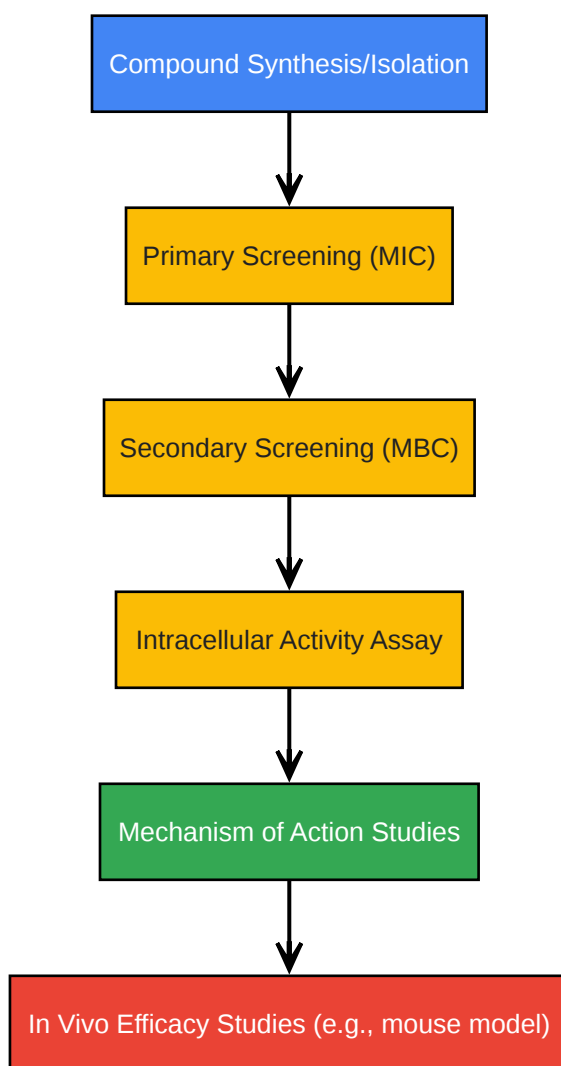 Compound Synthesis/Isolation
Primary Screening (MIC)
Secondary Screening (MBC)
Intracellular Activity Assay
Mechanism of Action Studies
In Vivo Efficacy Studies (e.g., mouse model)